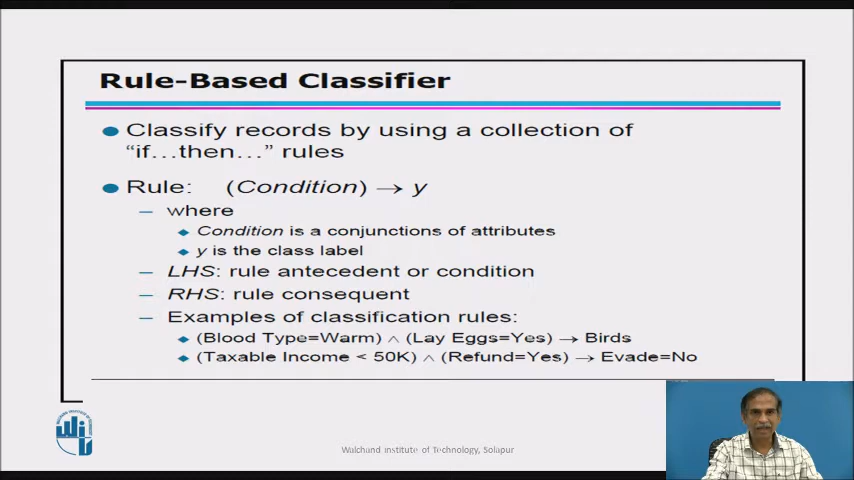 Rule-Based Classifier
● Classify records by using a collection of
“if…then…” rules
● Rule: (Condition) → y
– where
◆ Condition is a conjunctions of attributes
◆ y is the class label
– LHS: rule antecedent or condition
– RHS: rule consequent
– Examples of classification rules:
◆ (Blood Type=Warm) ∧ (Lay Eggs=Yes) → Birds
◆ (Taxable Income < 50K) ∧ (Refund=Yes) → Evade=No
Walchund institute of Technology, Solapur